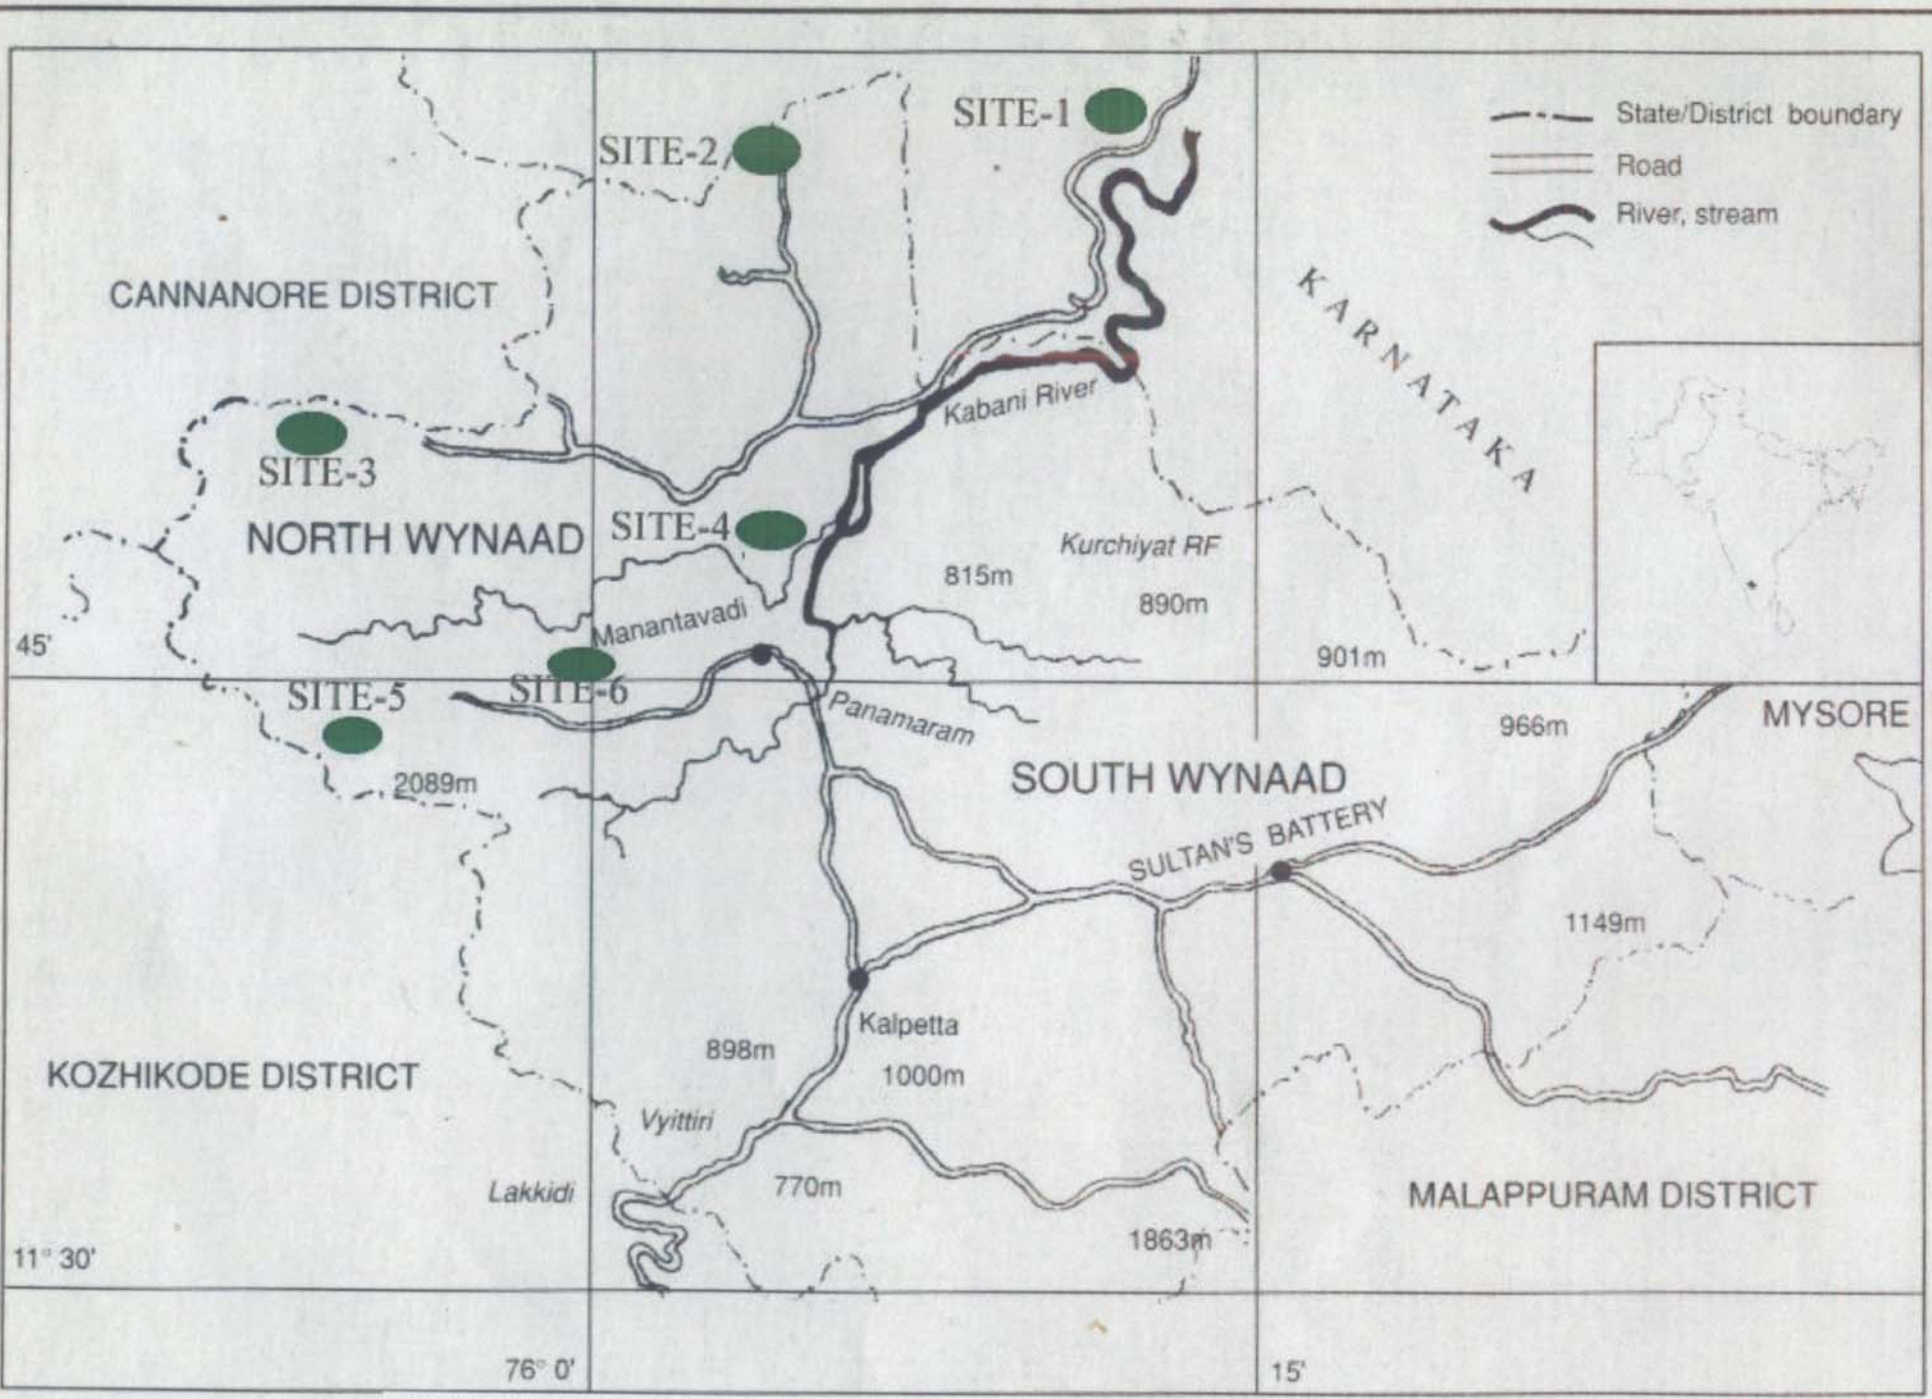 SITE-1
State/District boundary
SITE-2
Road
River, stream
CANNANORE DISTRICT
KARNATAKA
Kabani River
SITE-3
NORTH WYNAAD
SITE-4
Kurchiyat RF
815m
890m
Manantavadi
45'
901m
SITE-6
SITE-5
Panamaram
966m
MYSORE
2089m
SOUTH WYNAAD
SULTAN'S BATTERY
1149m
Kalpetta
898m
1000m
KOZHIKODE DISTRICT
Vyittiri
770m
Lakkidi
MALAPPURAM DISTRICT
1863m
11° 30'
76° 0'
15'